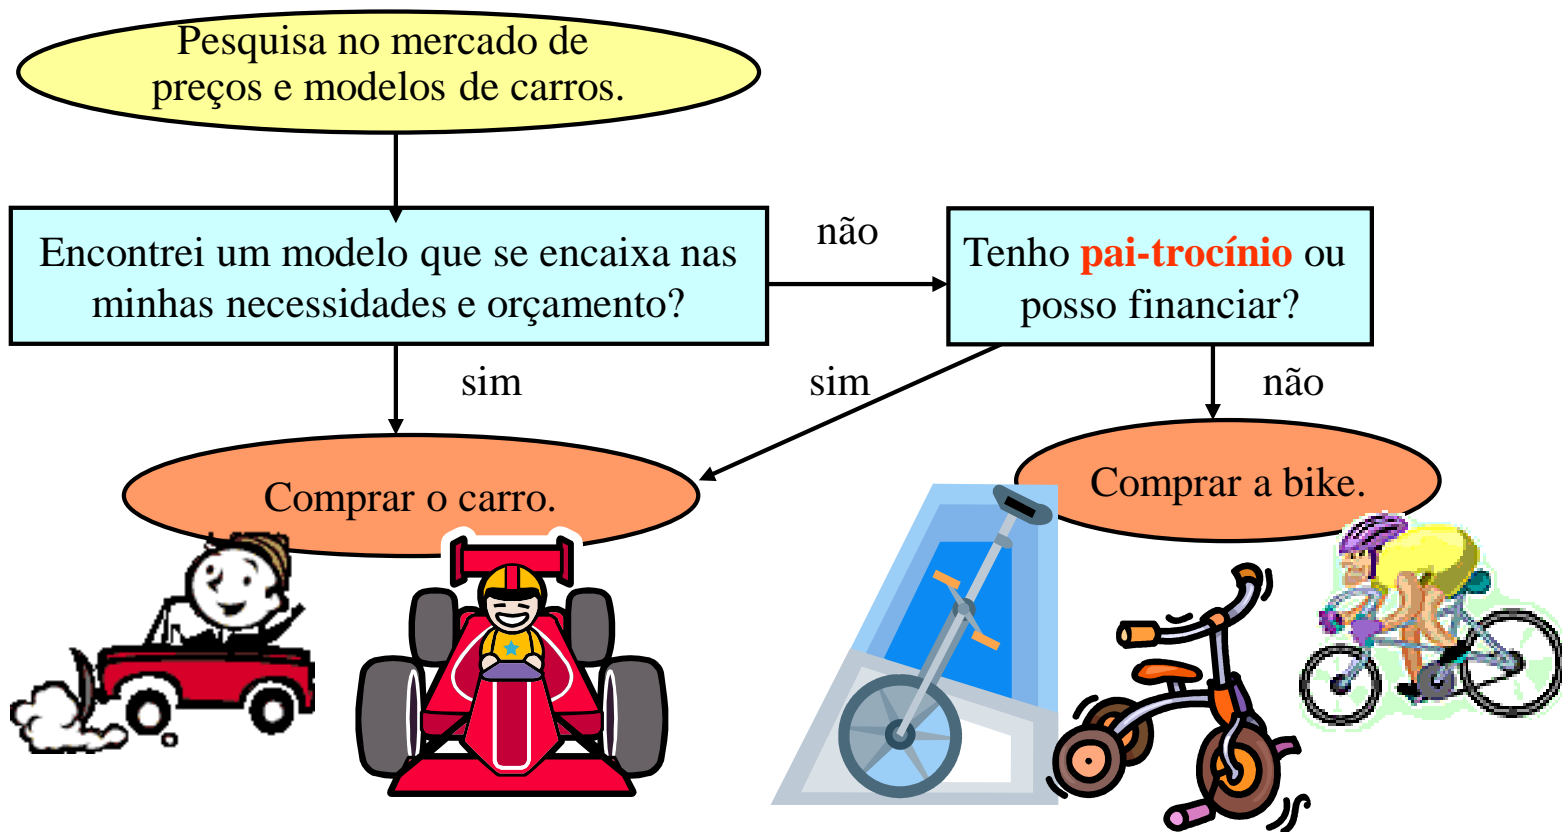 Pesquisa no mercado de
preços e modelos de carros.
Encontrei um modelo que se encaixa nas
minhas necessidades e orçamento?
não
Tenho pai-trocínio ou
posso financiar?
sim
sim
não
Comprar o carro.
Comprar a bike.